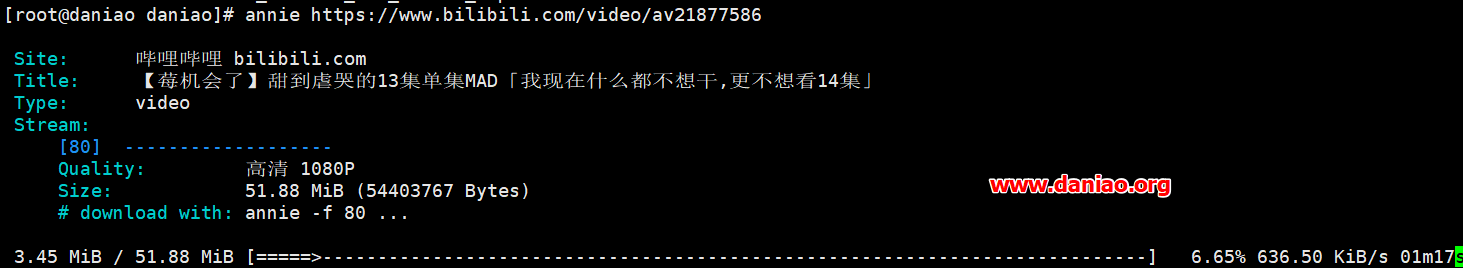 [root@daniao daniao]# annie https://www.bilibili.com/video/av21877586
Site: 哔哩哔哩 bilibili.com
Title: 【莓机会了】甜到虐哭的13集单集MAD「我现在什么都不想干,更不想看14集」
Type: video
Stream:
[80] -------------------
Quality: 高清 1080P
Size: 51.88 MiB (54403767 Bytes)
www.daniao.org
# download with: annie -f 80 ...
3.45 MiB / 51.88 MiB [=====>----------------------------------------------------------------------------] 6.65% 636.50 KiB/s 01m17s